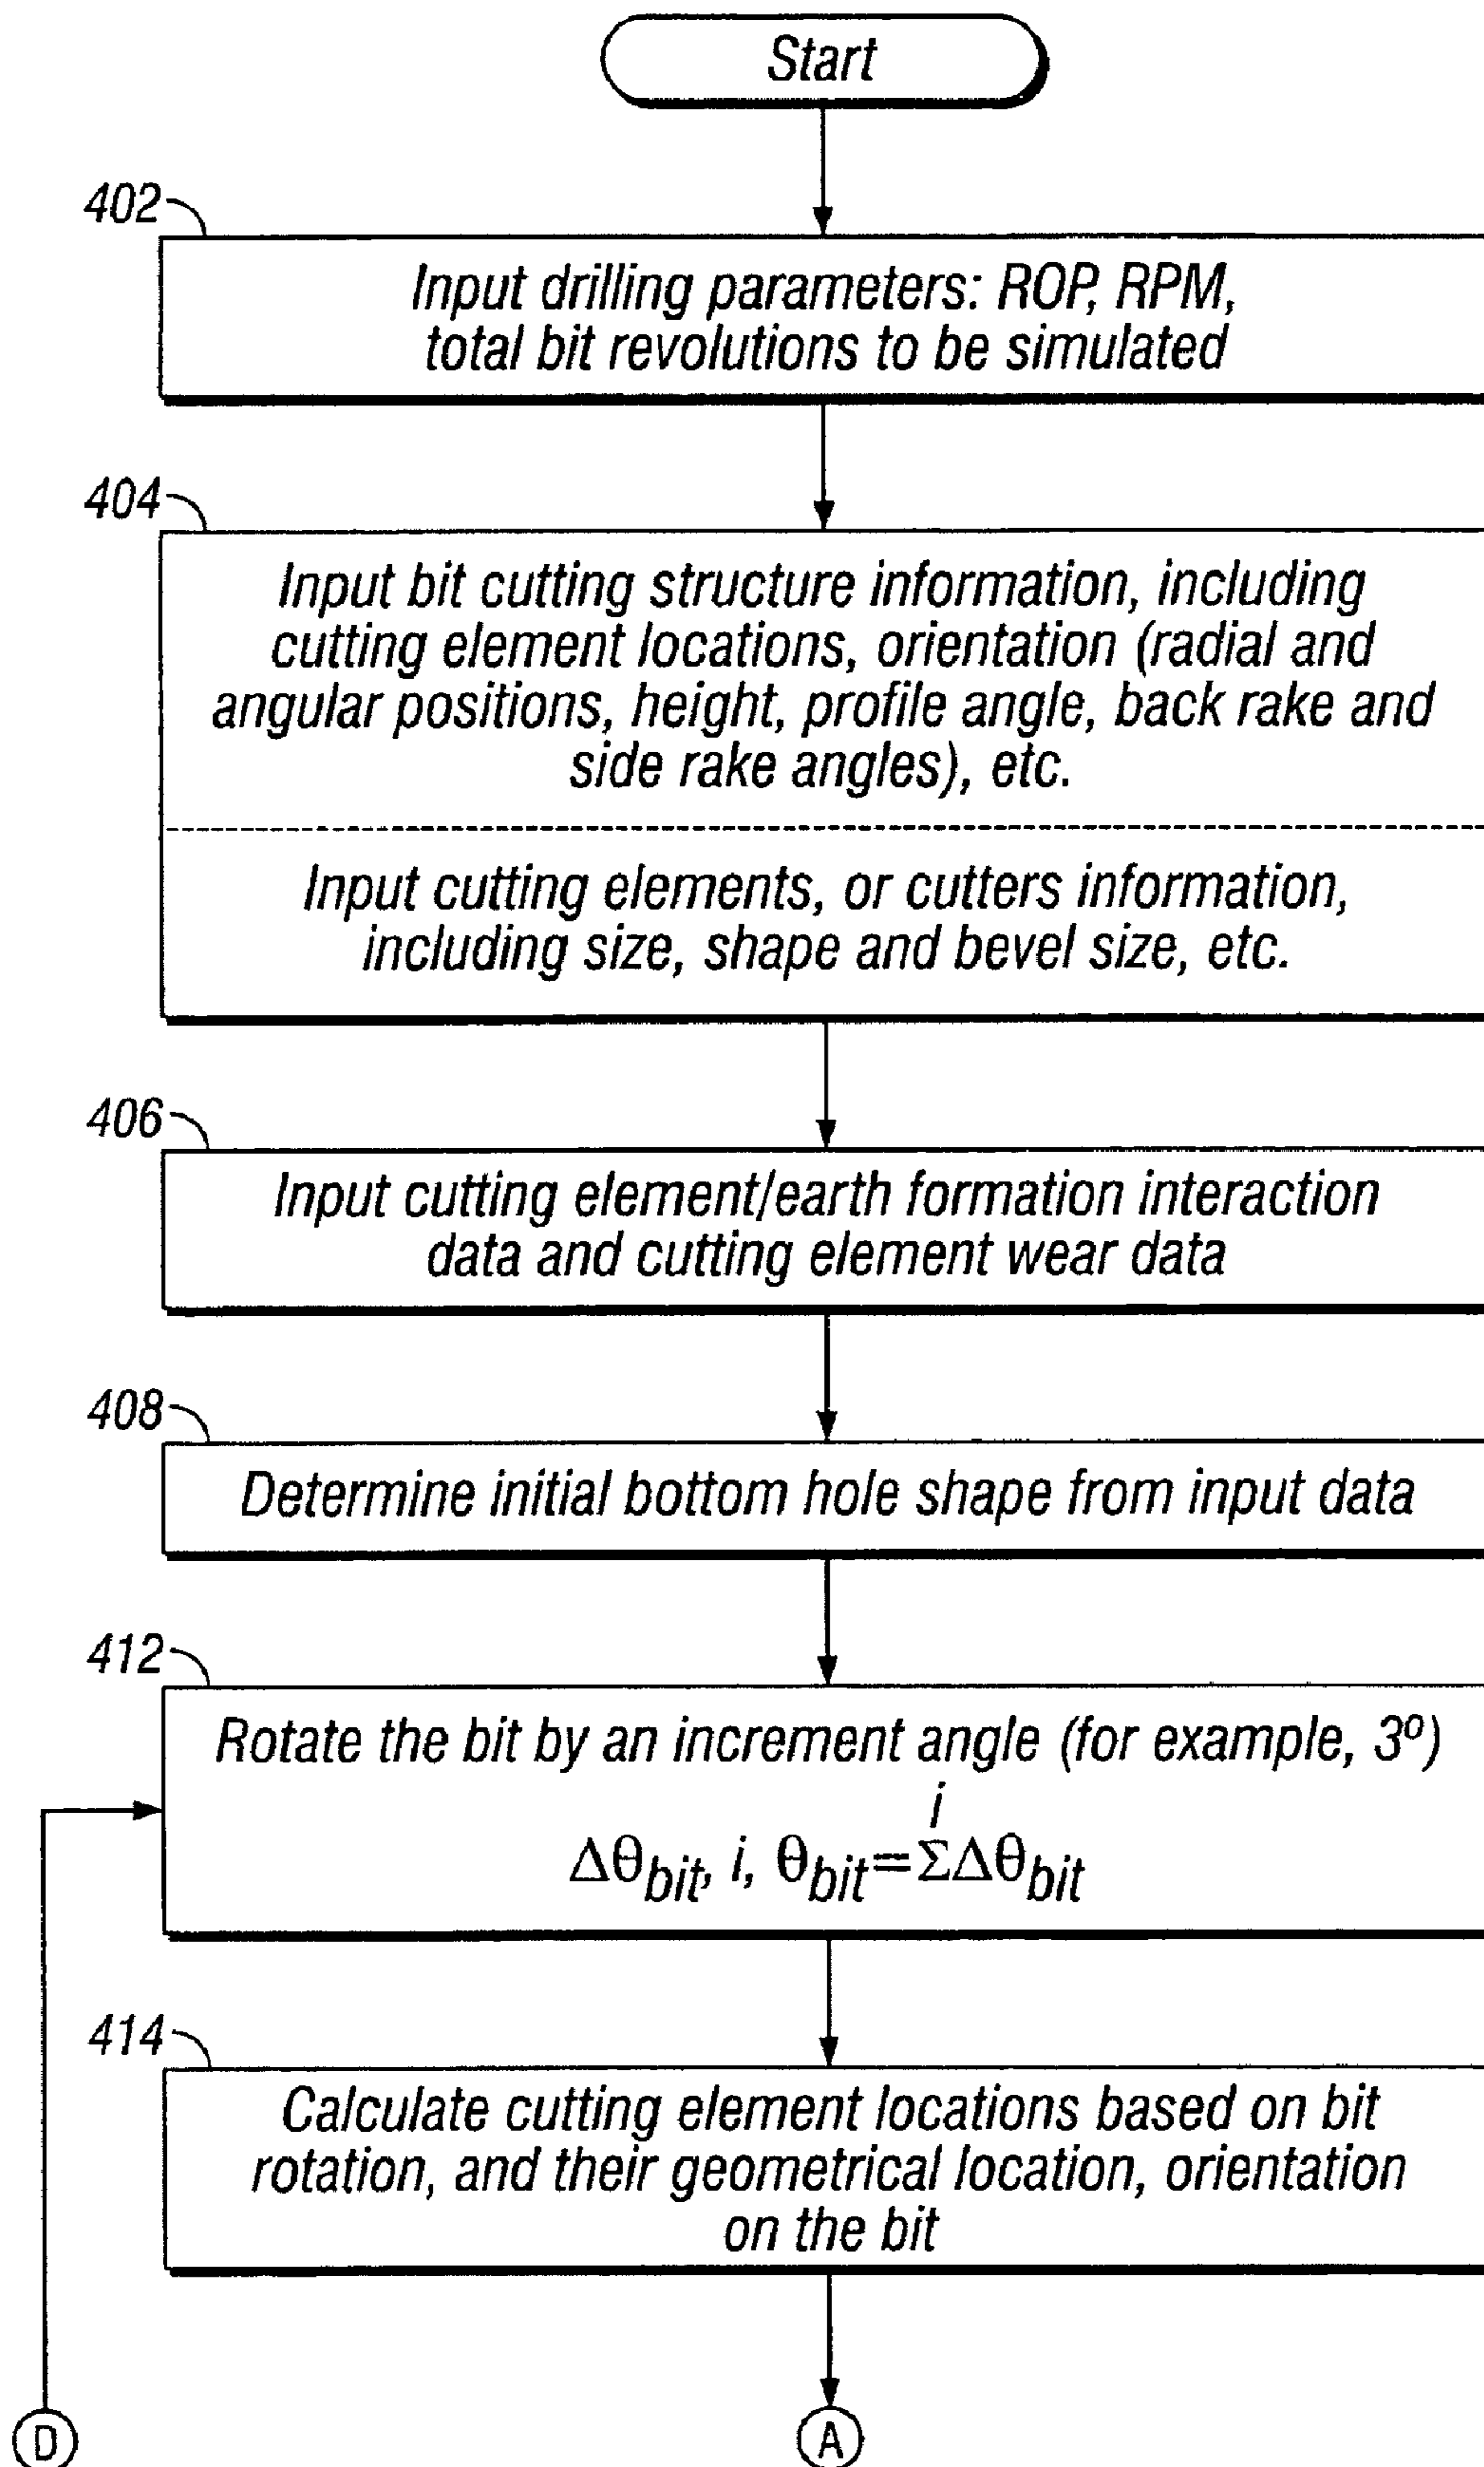 Start
402
Input drilling parameters: ROP, RPM,
total bit revolutions to be simulated
404
Input bit cutting structure information, including
cutting element locations, orientation (radial and
angular positions, height, profile angle, back rake and
side rake angles), etc.
Input cutting elements, or cutters information,
including size, shape and bevel size, etc.
406
Input cutting element/earth formation interaction
data and cutting element wear data
408
Determine initial bottom hole shape from input data
412
Rotate the bit by an increment angle (for example, 3º)
i
Δθbit, i, θbit=ΣΔθbit
414
Calculate cutting element locations based on bit
rotation, and their geometrical location, orientation
on the bit
D
A